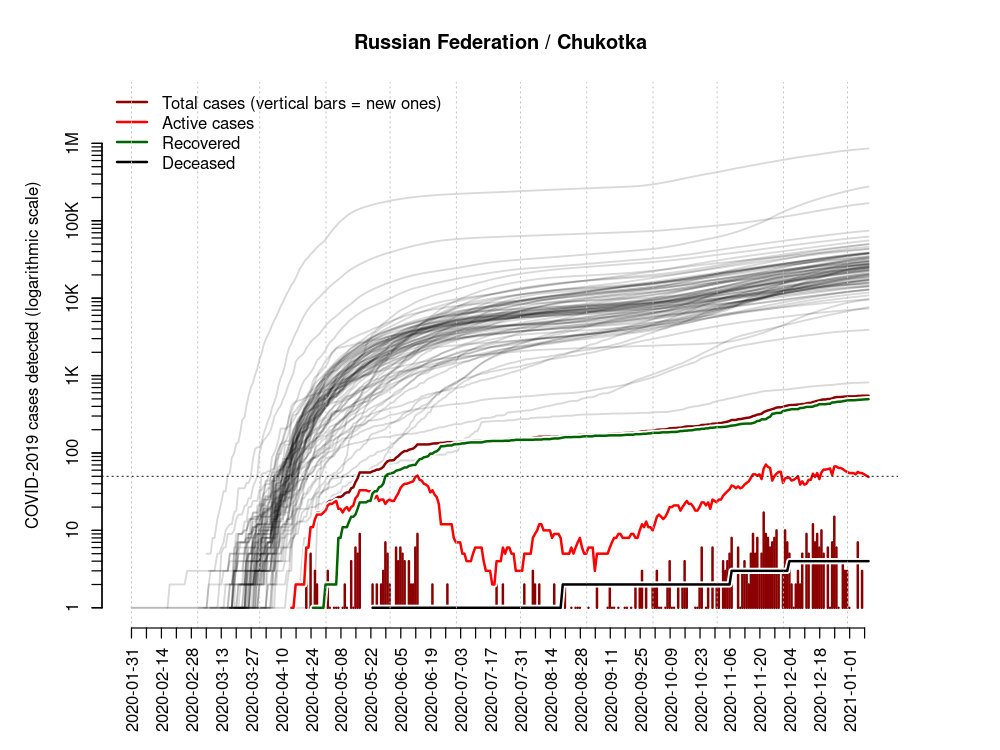 Russian Federation / Chukotka
Total cases (vertical bars = new ones)
Active cases
Recovered
Deceased
COVID-2019 cases detected (logarithmic scale)
1M
100K
10K
1K
100
10
1
2020-01-31
2020-02-14
2020-02-28
2020-03-13
2020-03-27
2020-04-10
2020-04-24
2020-05-08
2020-05-22
2020-06-05
2020-06-19
2020-07-03
2020-07-17
2020-07-31
2020-08-14
2020-08-28
2020-09-11
2020-09-25
2020-10-09
2020-10-23
2020-11-06
2020-11-20
2020-12-04
2020-12-18
2021-01-01